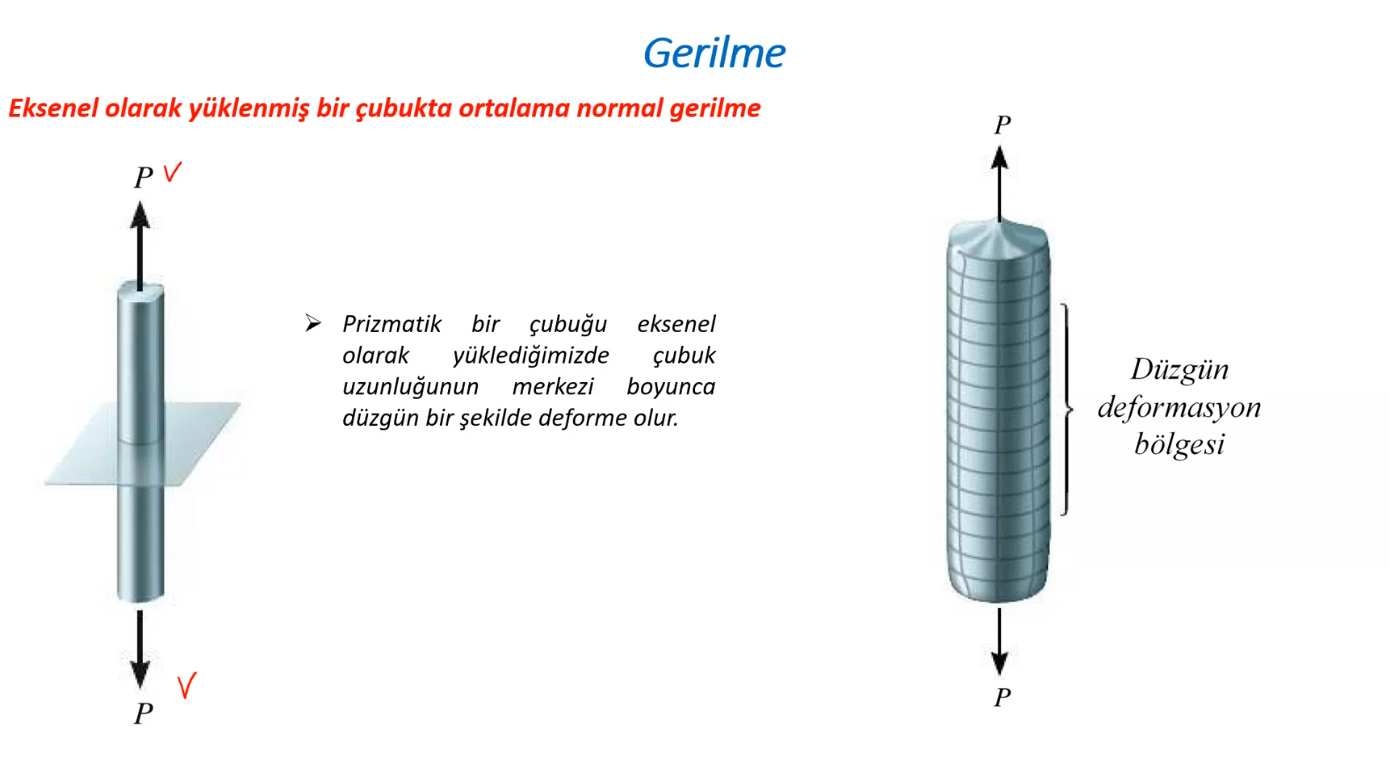 Gerilme
Eksenel olarak yüklenmiş bir çubukta ortalama normal gerilme
P
P
Prizmatik bir çubuğu eksenel
olarak yüklediğimizde çubuk
uzunluğunun merkezi boyunca
düzgün bir şekilde deforme olur.
Düzgün
deformasyon
bölgesi
P
P